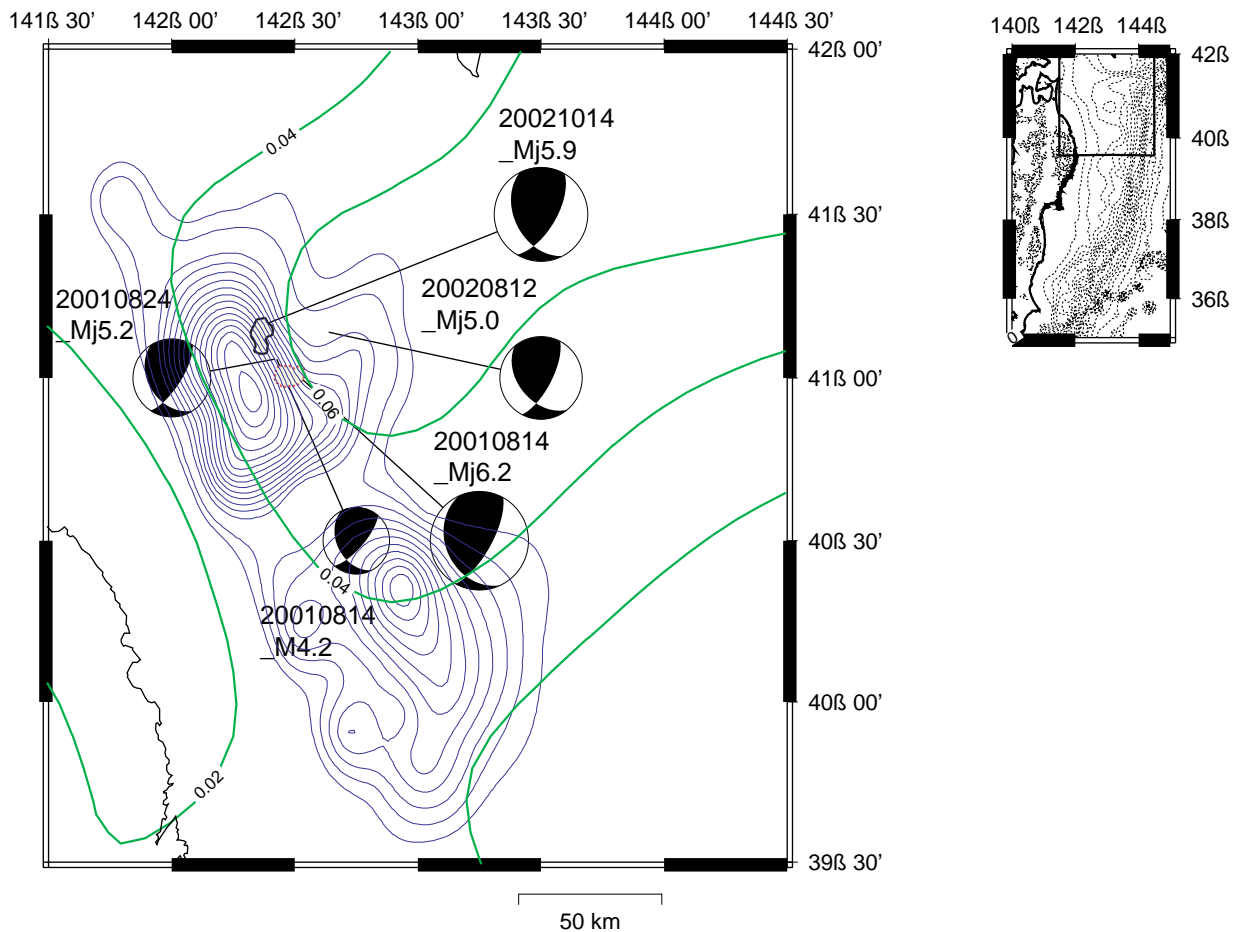 141ß 30’ 142ß 00’ 142ß 30’ 143ß 00’ 143ß 30’ 144ß 00’ 144ß 30’
42ß 00’
41ß 30’
41ß 00’
40ß 30’
40ß 00’
39ß 30’
0.04
20021014
_Mj5.9
20010824
_Mj5.2
20020812
_Mj5.0
0.06
20010814
_Mj6.2
0.04
20010814
_M4.2
0.02
50 km
140ß 142ß 144ß
42ß
40ß
38ß
36ß
0